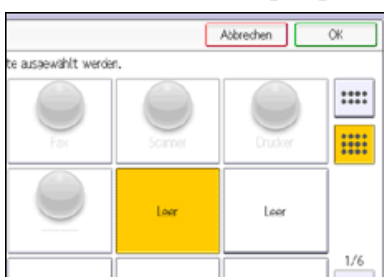 Abbrechen OK
te ausgewählt werden.
Fax Scanner Drucker
Leer Leer
1/6